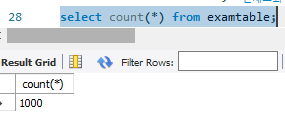 28 select count(*) from examtable;
Result Grid Filter Rows:
count(*)
1000